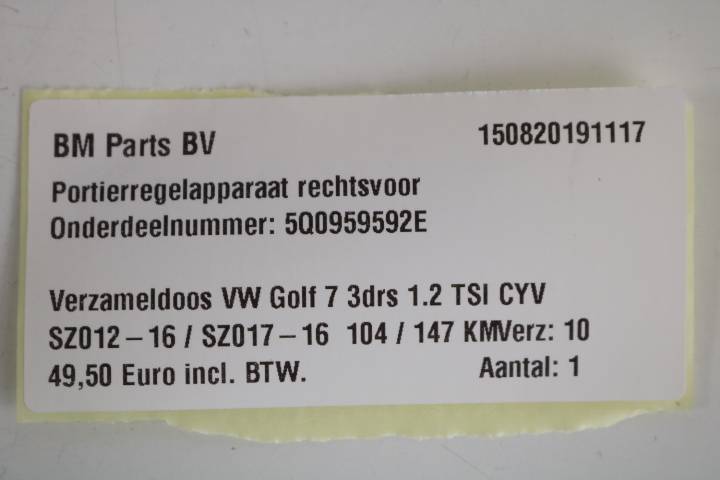 BM Parts BV 150820191117
Portierregelapparaat rechtsvoor
Onderdeelnummer: 5Q0959592E
Verzameldoos VW Golf 7 3drs 1.2 TSI CYV
SZ012-16 / SZ017-16 104 / 147 KMVerz: 10
49,50 Euro incl. BTW. Aantal: 1